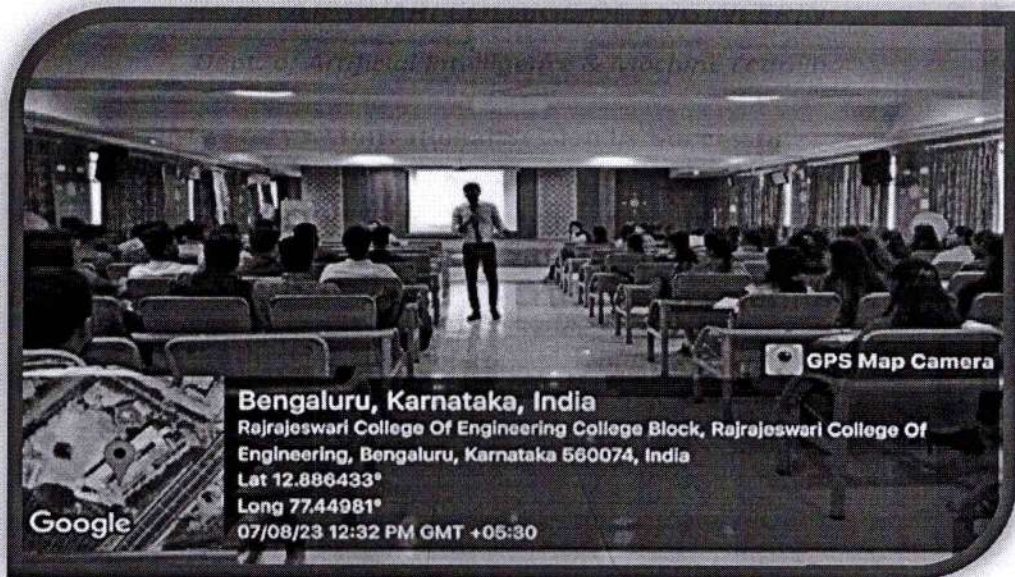 GPS Map Camera
Bengaluru, Karnataka, India
Rajrajeswari College Of Engineering College Block, Rajrajeswari College Of
Engineering, Bengaluru, Karnataka 560074, India
Lat 12.886433°
Long 77.44981°
07/08/23 12:32 PM GMT +05:30
Google